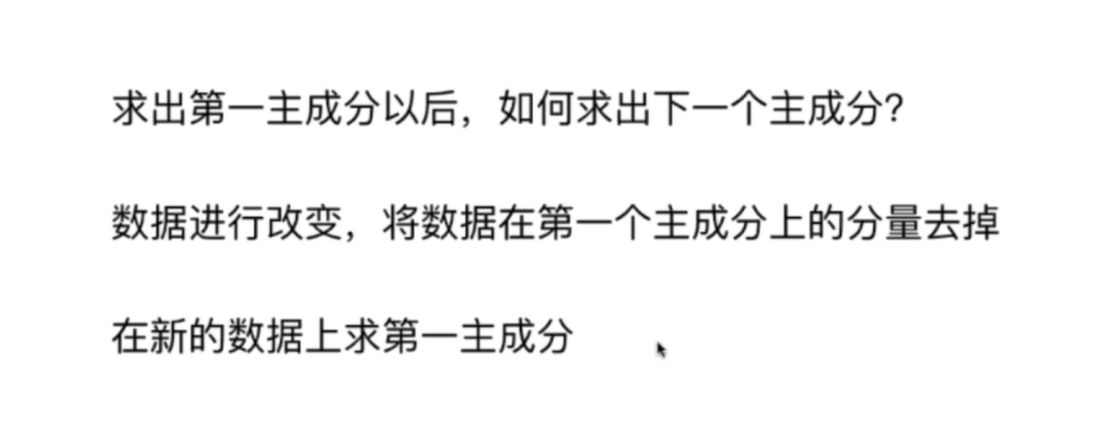 求出第一主成分以后，如何求出下一个主成分?
数据进行改变，将数据在第一个主成分上的分量去掉
在新的数据上求第一主成分